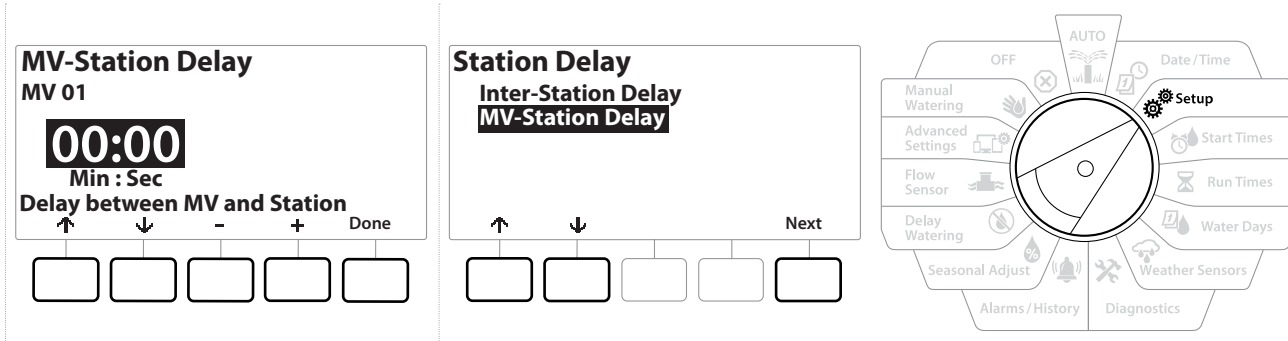 MV-Station Delay
MV 01
00:00
Min : Sec
Delay between MV and Station
- + Done
Station Delay
Inter-Station Delay
MV-Station Delay
Next
AUTO
Date / Time
Setup
Start Times
Run Times
Water Days
Weather Sensors
Diagnostics
Alarms / History
Seasonal Adjust
Delay
Watering
Flow
Sensor
Advanced
Settings
Manual
Watering
OFF